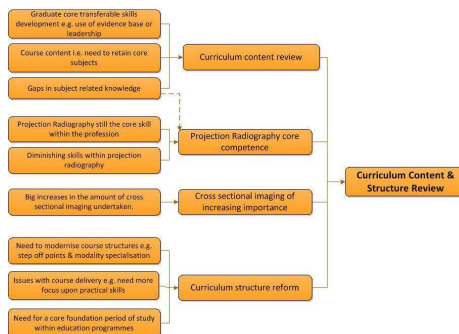 Graduate core transferable skills
development e.g. use of evidence base or
leadership
Course content i.e. need to retain core
subjects
Gaps in subject related knowledge
Curriculum content review
Projection Radiography still the core skill
within the profession
Diminishing skills within projection
radiography
Projection Radiography core
competence
Big increases in the amount of cross
sectional imaging undertaken.
Cross sectional imaging of
increasing importance
Need to modernise course structures e.g.
step off points & modality specialisation
Issues with course delivery e.g. need more
focus upon practical skills
Need for a core foundation period of study
within education programmes
Curriculum structure reform
Curriculum Content &
Structure Review